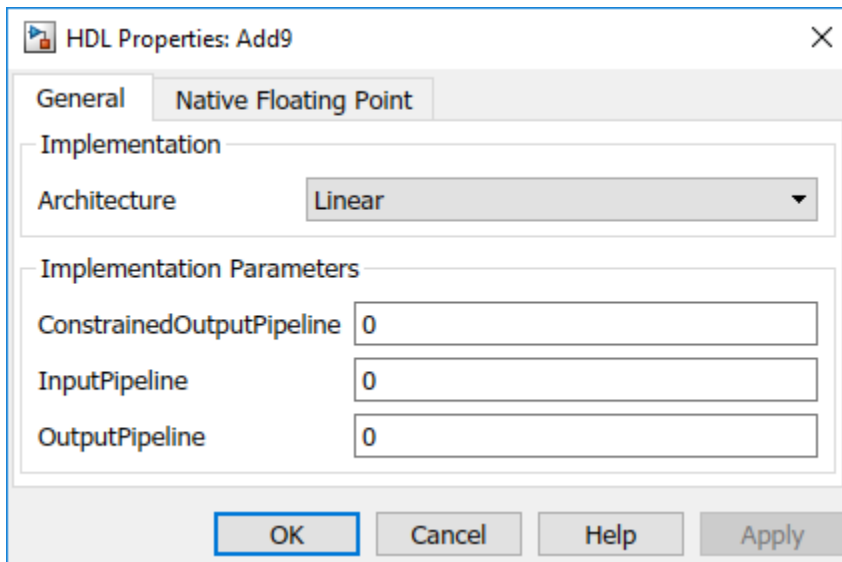 HDL Properties: Add9
General Native Floating Point
Implementation
Architecture Linear
Implementation Parameters
ConstrainedOutputPipeline 0
InputPipeline 0
OutputPipeline 0
OK Cancel Help Apply